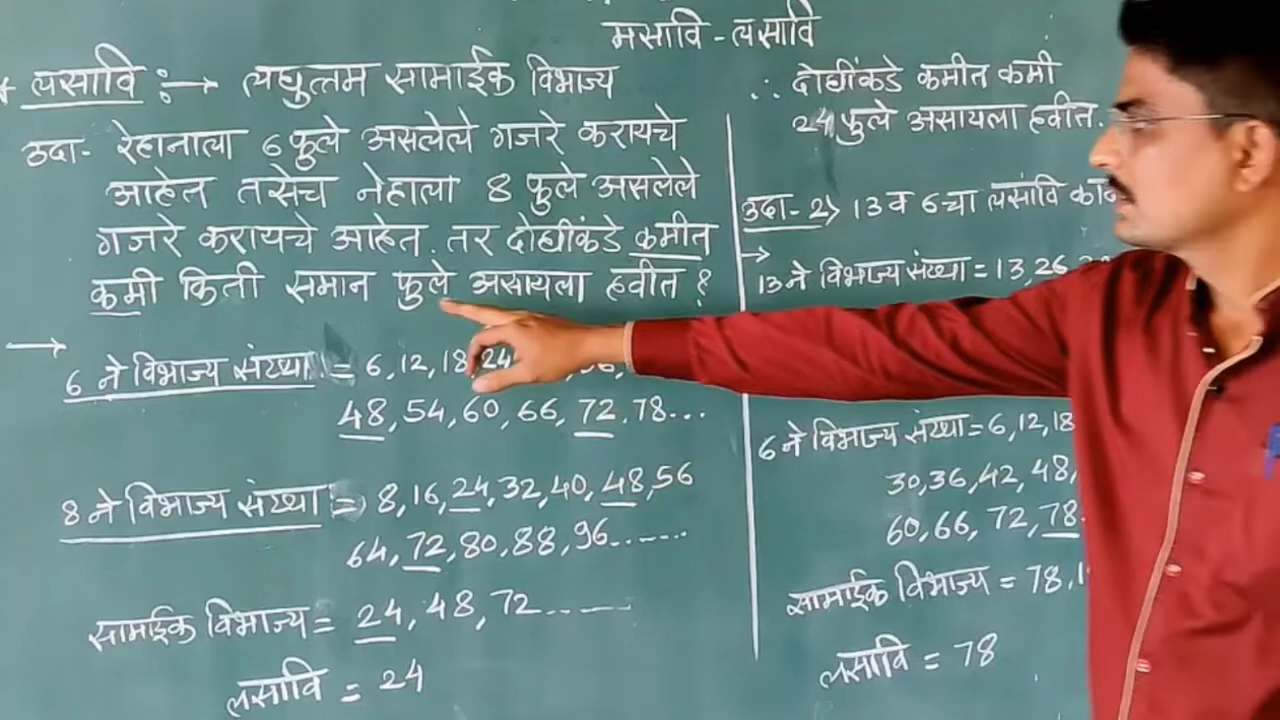 मसावि - लसावि
* लसावि :→ लघुत्तम सामाईक विभाज्य
उदा - रेहानाला 6 फुले असलेले गजरे करायचे
आहेत तसेच नेहाला 8 फुले असलेले
गजरे करायचे आहेत. तर दोघींकडे कमीत
कमी किती समान फुले असायला हवीत ?
→
6 ने विभाज्य संख्या = 6, 12, 18, 24
48, 54, 60, 66, 72, 78...
8 ने विभाज्य संख्या = 8, 16, 24, 32, 40, 48, 56
64, 72, 80, 88, 96.......
सामाईक विभाज्य = 24, 48, 72.......
लसावि = 24
∴ दोघींकडे कमीत कमी
24 फुले असायला हवीत.
उदा - 2> 13 व 6 चा लसावि
→
13 ने विभाज्य संख्या = 13, 26,
6 ने विभाज्य संख्या = 6, 12, 18
30, 36, 42, 48,
60, 66, 72, 78
सामाईक विभाज्य = 78,
लसावि = 78